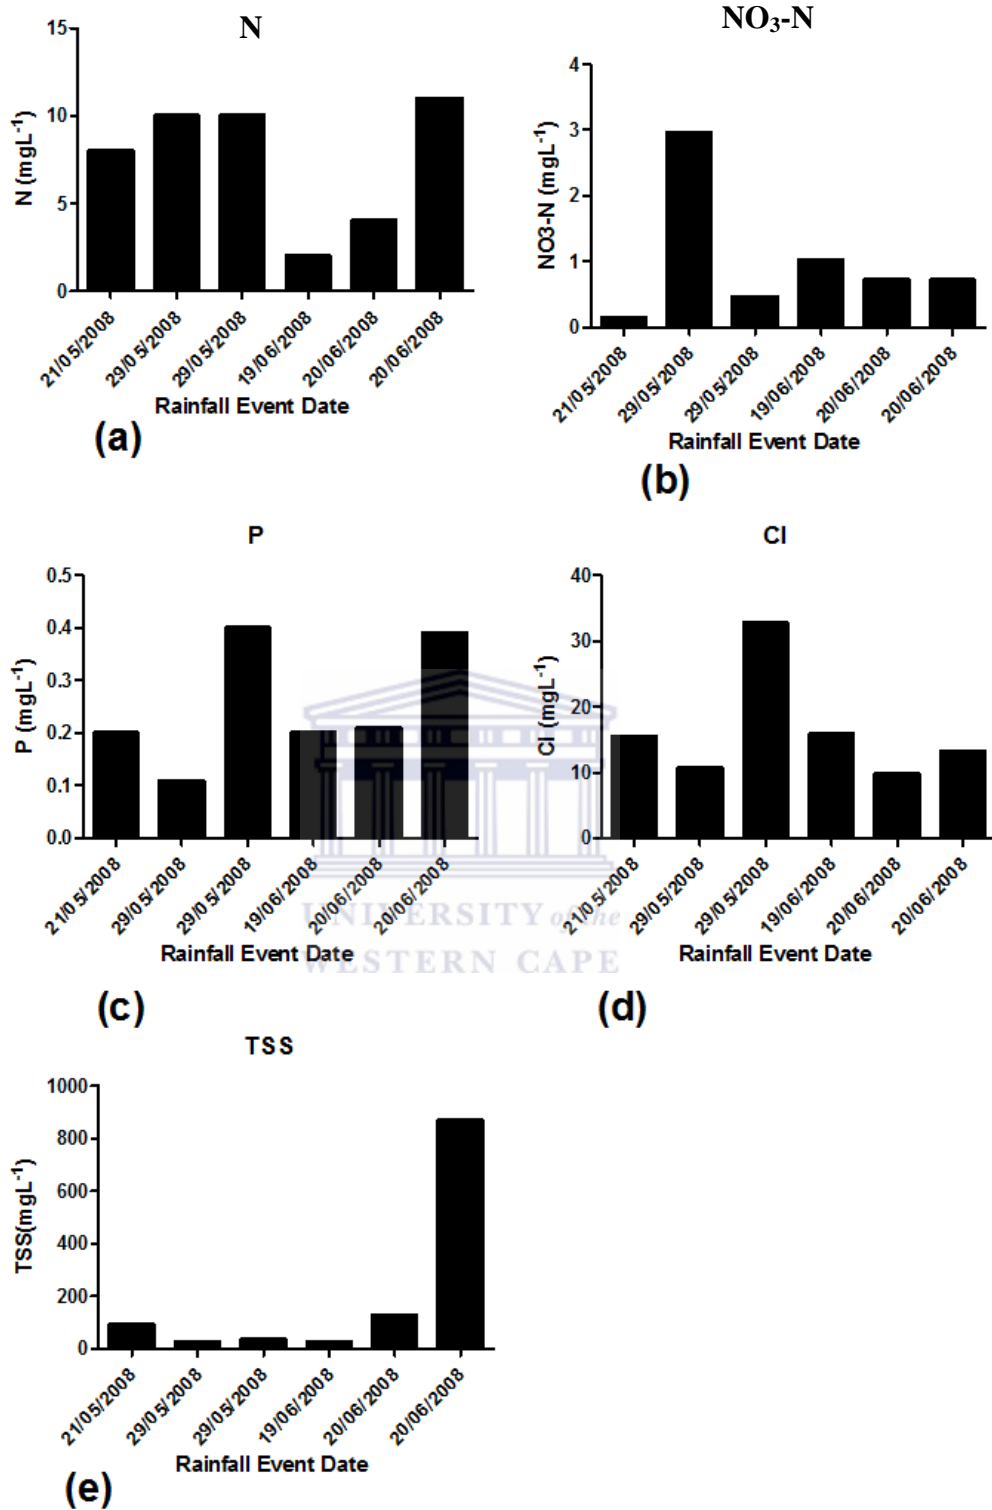 N
N (mgL-1)
15
10
5
0
21/05/2008
29/05/2008
29/05/2008
19/06/2008
20/06/2008
20/06/2008
Rainfall Event Date
(a)
NO3-N
NO3-N (mgL-1)
4
3
2
1
0
21/05/2008
29/05/2008
29/05/2008
19/06/2008
20/06/2008
20/06/2008
Rainfall Event Date
(b)
P
P (mgL-1)
0.5
0.4
0.3
0.2
0.1
0.0
21/05/2008
29/05/2008
29/05/2008
19/06/2008
20/06/2008
20/06/2008
Rainfall Event Date
(c)
Cl
Cl (mgL-1)
40
30
20
10
0
21/05/2008
29/05/2008
29/05/2008
19/06/2008
20/06/2008
20/06/2008
Rainfall Event Date
(d)
UNIVERSITY of the
WESTERN CAPE
TSS
TSS(mgL-1)
1000
800
600
400
200
0
21/05/2008
29/05/2008
29/05/2008
19/06/2008
20/06/2008
20/06/2008
Rainfall Event Date
(e)